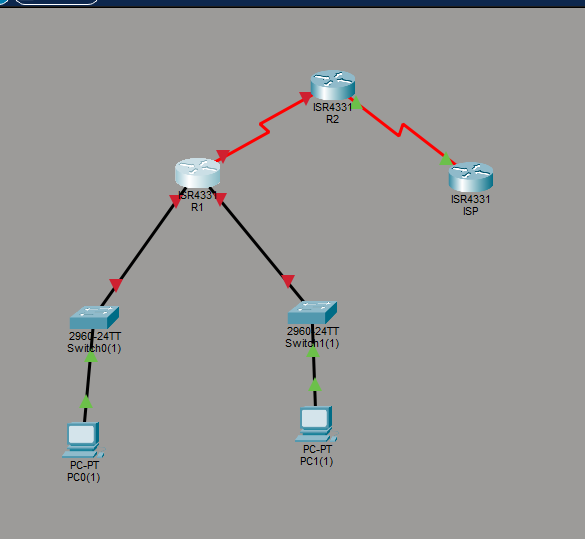 ISR4331
R2
ISR4331
R1
ISR4331
ISP
2960-24TT
Switch0(1)
2960-24TT
Switch1(1)
PC-PT
PC0(1)
PC-PT
PC1(1)